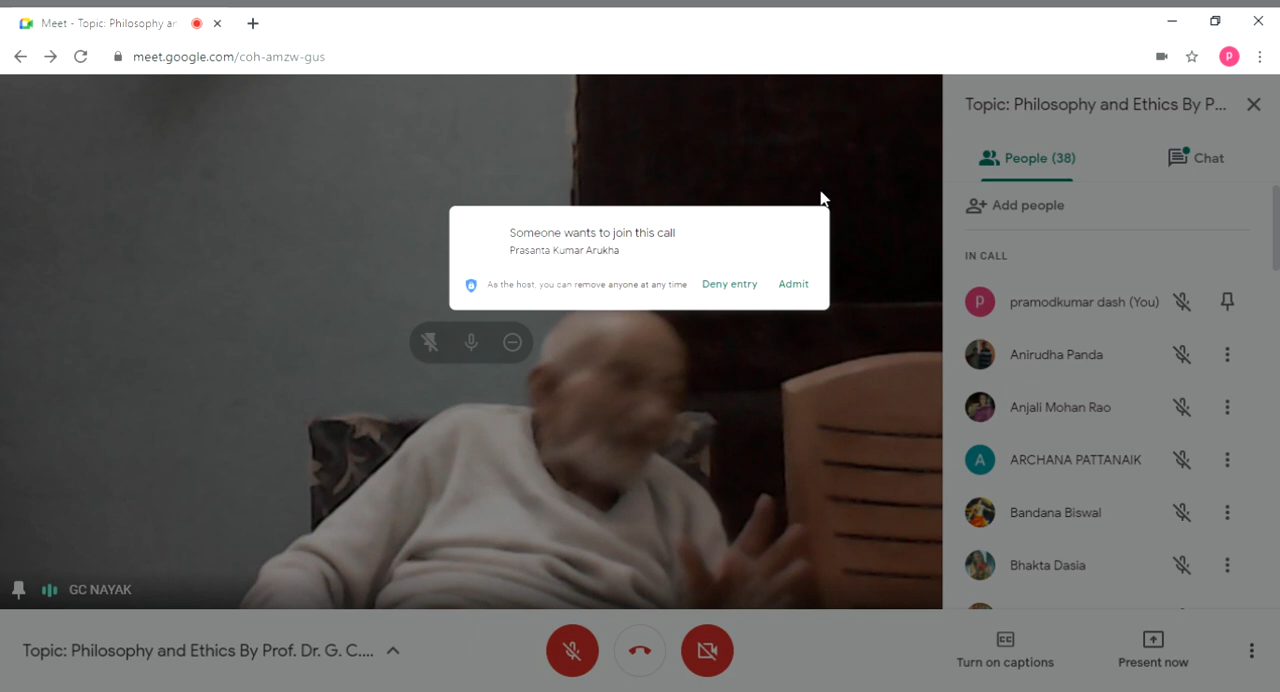 Meet - Topic: Philosophy ar
meet.google.com/coh-amzw-gus
P
Topic: Philosophy and Ethics By P...
People (38)
Chat
Add people
IN CALL
P
pramodkumar dash (You)
Anirudha Panda
Anjali Mohan Rao
A
ARCHANA PATTANAIK
Bandana Biswal
Bhakta Dasia
Someone wants to join this call
Prasanta Kumar Arukha
As the host, you can remove anyone at any time
Deny entry
Admit
GC NAYAK
Topic: Philosophy and Ethics By Prof. Dr. G. C....
CC
Turn on captions
Present now